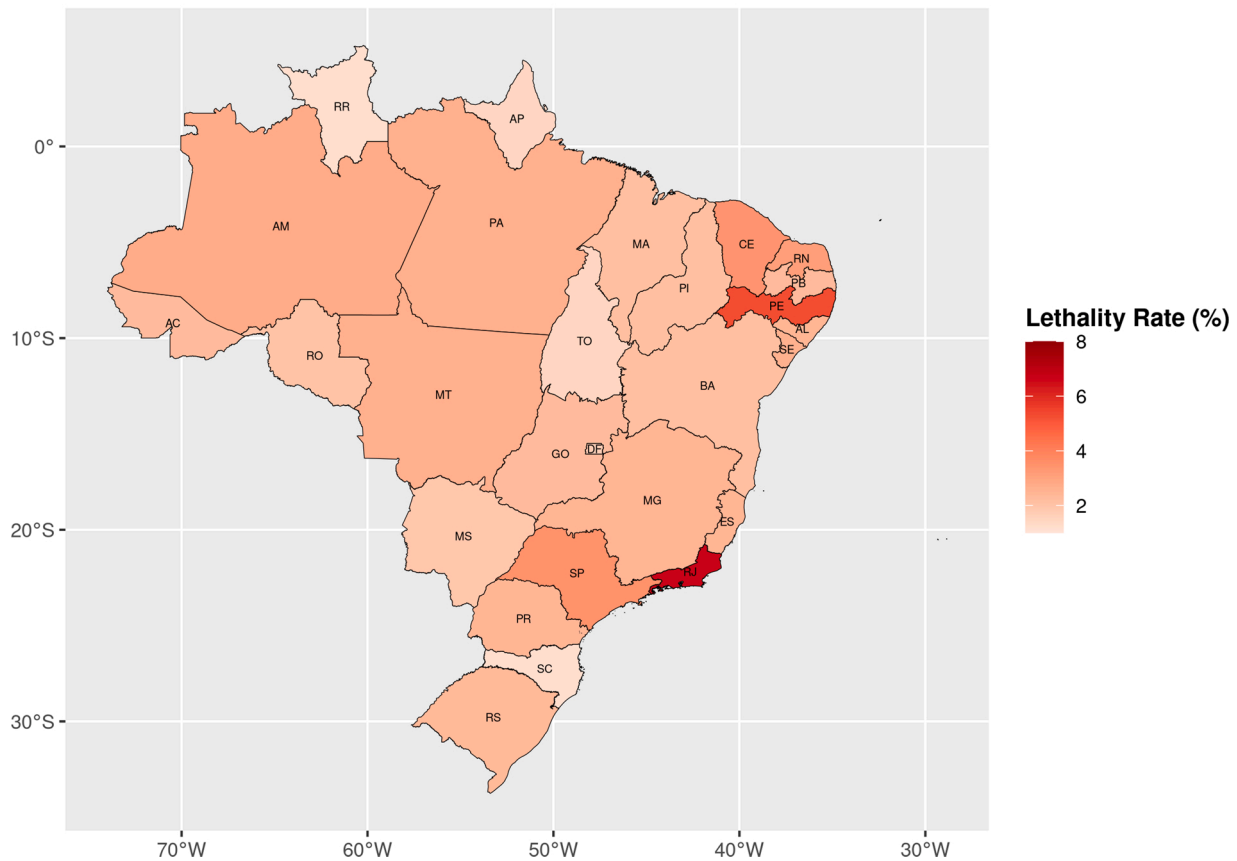 RR
AP
0°
AM
PA
MA
CE
RN
PB
PI
PE
AC
AL
10°S
TO
SE
RO
BA
MT
GO
DF
MG
ES
20°S
MS
SP
RJ
PR
SC
RS
30°S
70°W 60°W 50°W 40°W 30°W
Lethality Rate (%)
8
6
4
2